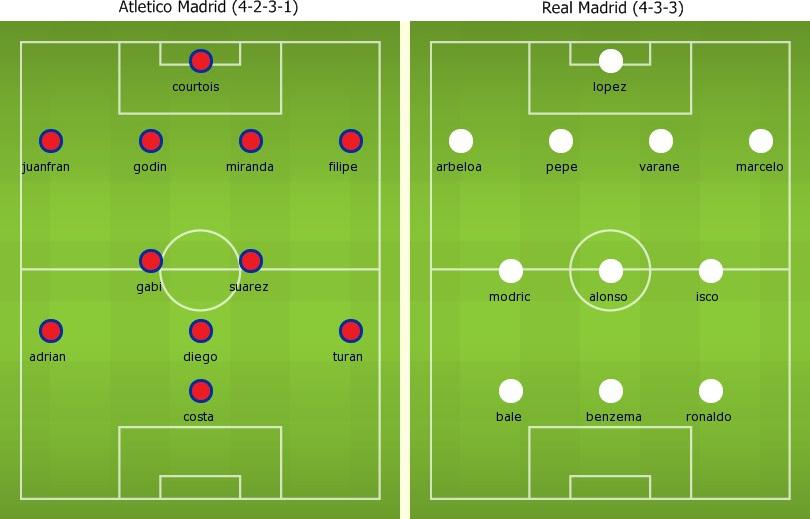 Atletico Madrid (4-2-3-1)
courtois
juanfran godin miranda filipe
gabi suarez
adrian diego turan
costa
Real Madrid (4-3-3)
lopez
arbeloa pepe varane marcelo
modric alonso isco
bale benzema ronaldo